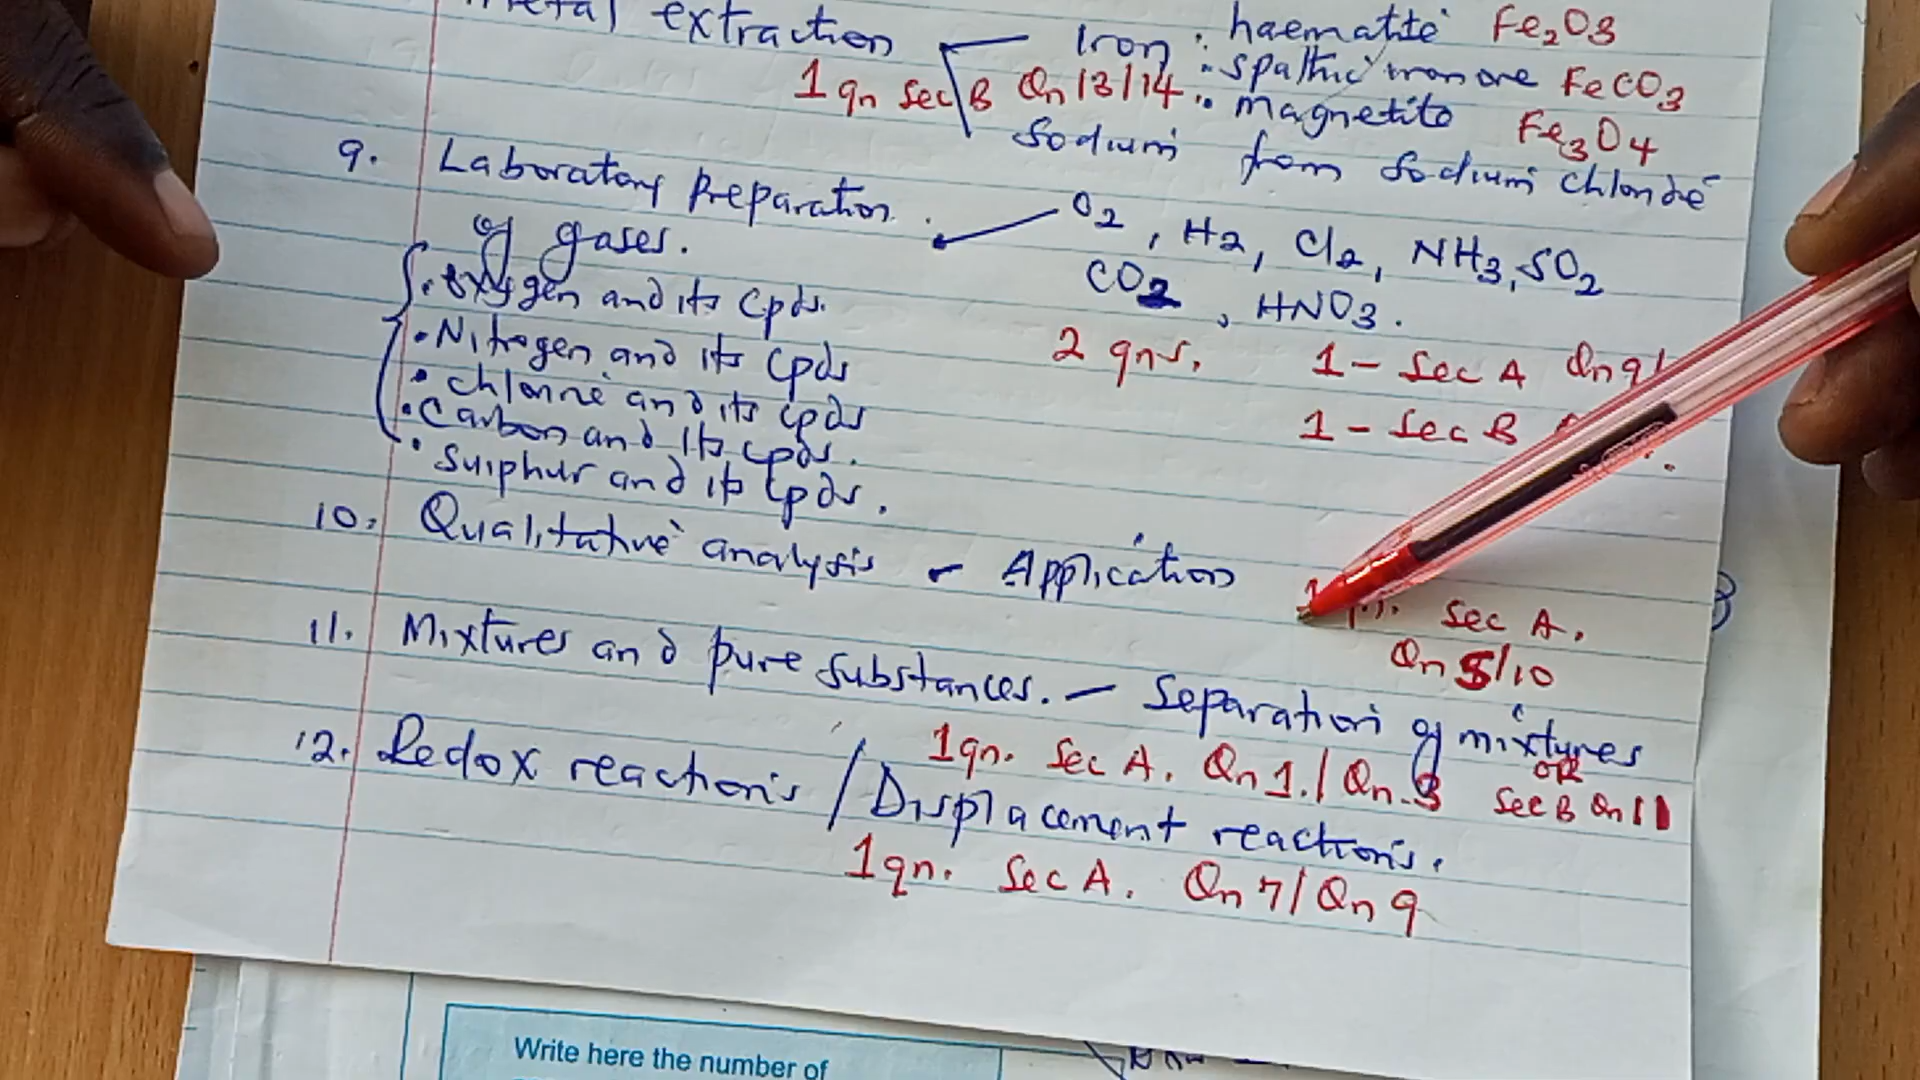 extraction Iron : haematite Fe2O3
: spathic iron ore FeCO3
1 qn Sec B Qn 13/14 : magnetite Fe3O4
Sodium from Sodium chloride
9. Laboratory Preparation O2, H2, Cl2, NH3, SO2
of gases. CO2, HNO3.
• Oxygen and its Cpds. 2 qns. 1 - Sec A Qn 9/
• Nitrogen and its Cpds 1 - Sec B
• Chlorine and its Cpds
• Carbon and its Cpds.
• Sulphur and its Cpds.
10. Qualitative analysis - Application
Sec A.
Qn 5/10
11. Mixtures and pure substances. - Separation of mixtures
1qn. Sec A. Qn 1./Qn.3 OR Sec B Qn 11
12. Redox reactions / Displacement reactions.
1qn. Sec A. Qn 7/Qn 9
Write here the number of